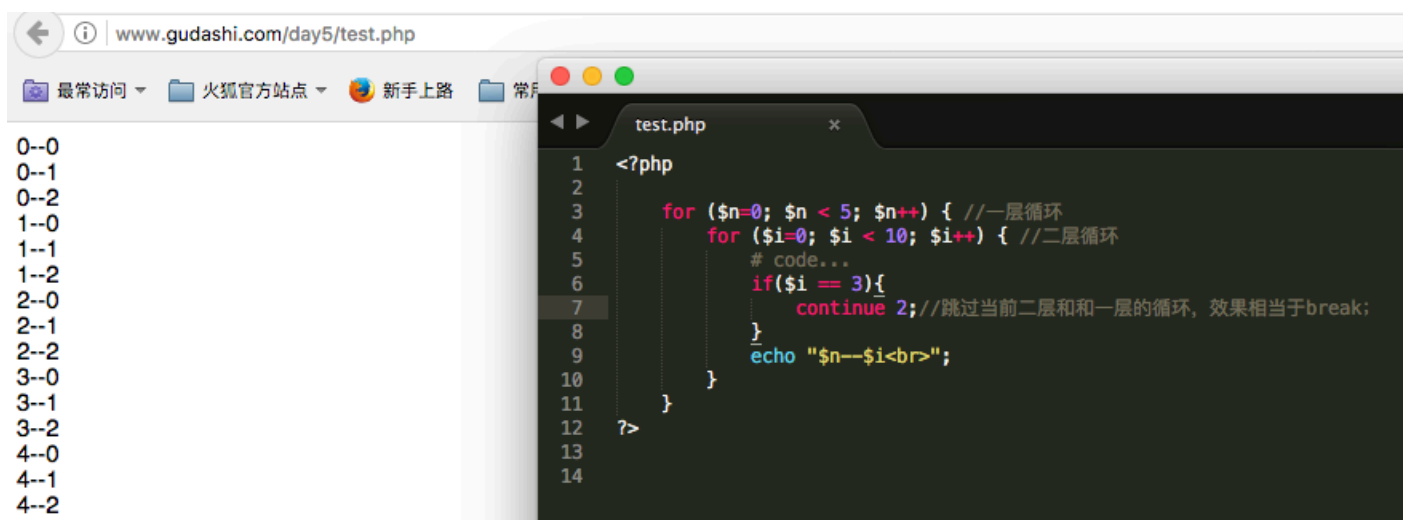 www.gudashi.com/day5/test.php
最常访问 火狐官方站点 新手上路
0--0
0--1
0--2
1--0
1--1
1--2
2--0
2--1
2--2
3--0
3--1
3--2
4--0
4--1
4--2
test.php ×
1 <?php
2
3 for ($n=0; $n < 5; $n++) { //一层循环
4 for ($i=0; $i < 10; $i++) { //二层循环
5 # code...
6 if($i == 3){
7 continue 2;//跳过当前二层和和一层的循环，效果相当于break;
8 }
9 echo "$n--$i<br>";
10 }
11 }
12 ?>
13
14